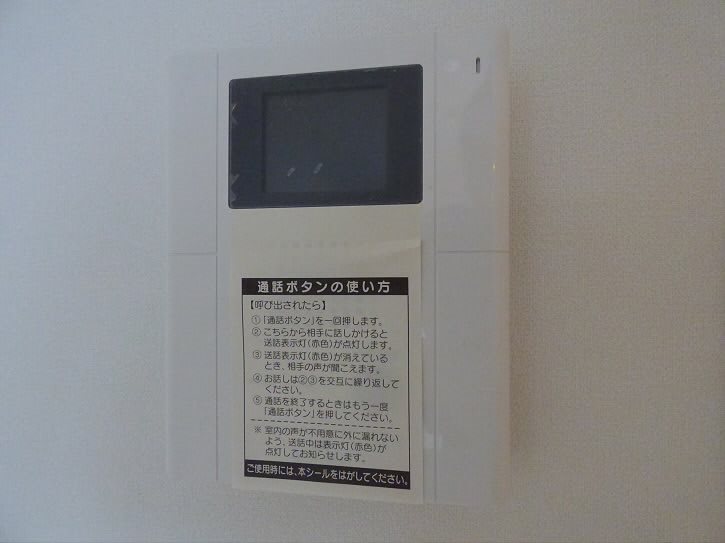 通話ボタンの使い方
【呼び出されたら】
①「通話ボタン」を一回押します。
② こちらから相手に話しかけると
送話表示灯(赤色)が点灯します。
③ 送話表示灯(赤色)が消えている
とき、相手の声が聞こえます。
④ お話しは②③を交互に繰り返して
ください。
⑤ 通話を終了するときはもう一度
「通話ボタン」を押してください。
※ 室内の声が不用意に外に漏れない
よう、送話中は表示灯(赤色)が
点灯してお知らせします。
ご使用時には、本シールをはがしてください。